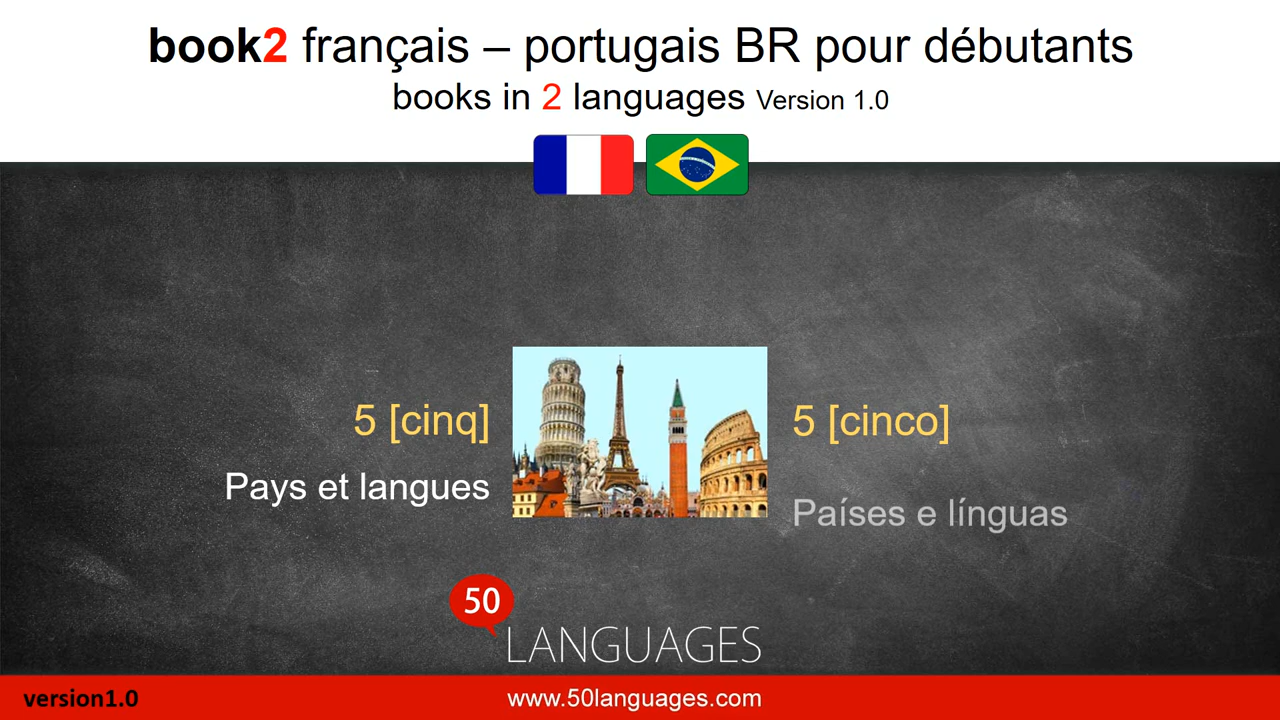 book2 français – portugais BR pour débutants
books in 2 languages Version 1.0
5 [cinq]
Pays et langues
5 [cinco]
Países e línguas
50
LANGUAGES
version1.0
www.50languages.com